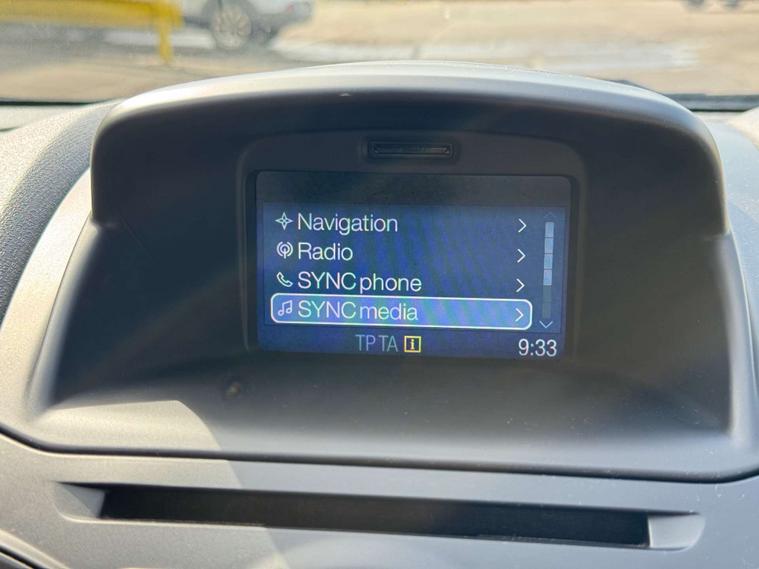 Navigation
Radio
SYNC phone
SYNC media
TP TA i 9:33